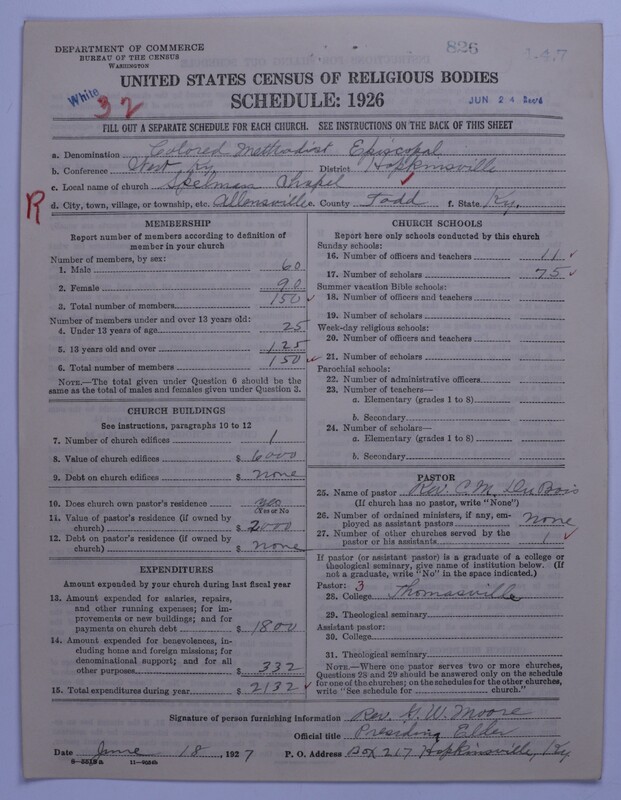 826
1-4-7
DEPARTMENT OF COMMERCE
BUREAU OF THE CENSUS
WASHINGTON
UNITED STATES CENSUS OF RELIGIOUS BODIES
SCHEDULE: 1926
White
32
JUN 24 Rec'd
FILL OUT A SEPARATE SCHEDULE FOR EACH CHURCH. SEE INSTRUCTIONS ON THE BACK OF THIS SHEET
a. Denomination Colored Methodist Episcopal
b. Conference West Ky. District Hopkinsville
c. Local name of church Spelman Chapel
R
d. City, town, village, or township, etc. Allensville e. County Todd f. State Ky.
MEMBERSHIP
Report number of members according to definition of
member in your church
Number of members, by sex:
1. Male 60
2. Female 90
3. Total number of members 150
Number of members under and over 13 years old:
4. Under 13 years of age 25
5. 13 years old and over 125
6. Total number of members 150
NOTE.—The total given under Question 6 should be
same as the total of males and females given under Question 3.
CHURCH BUILDINGS
See instructions, paragraphs 10 to 12
7. Number of church edifices 1
8. Value of church edifices $ 6000
9. Debt on church edifices $ none
10. Does church own pastor's residence yes
(Yes or No)
11. Value of pastor's residence (if owned by
church) $ 2000
12. Debt on pastor's residence (if owned by
church) $ none
EXPENDITURES
Amount expended by your church during last fiscal year
13. Amount expended for salaries, repairs,
and other running expenses; for im-
provements or new buildings; and for
payments on church debt $ 1800
14. Amount expended for benevolences, in-
cluding home and foreign missions; for
denominational support; and for all
other purposes $ 332
15. Total expenditures during year $ 2132
CHURCH SCHOOLS
Report here only schools conducted by this church
Sunday schools:
16. Number of officers and teachers 11
17. Number of scholars 75
Summer vacation Bible schools:
18. Number of officers and teachers
19. Number of scholars
Week-day religious schools:
20. Number of officers and teachers
21. Number of scholars
Parochial schools:
22. Number of administrative officers
23. Number of teachers—
a. Elementary (grades 1 to 8)
b. Secondary
24. Number of scholars—
a. Elementary (grades 1 to 8)
b. Secondary
PASTOR
25. Name of pastor Rev. C. M. DuBois
(If church has no pastor, write "None")
26. Number of ordained ministers, if any, em-
ployed as assistant pastors none
27. Number of other churches served by the
pastor or his assistants 1
If pastor (or assistant pastor) is a graduate of a college or
theological seminary, give name of institution below. (If
not a graduate, write "No" in the space indicated.)
Pastor: 3
28. College Thomasville
29. Theological seminary
Assistant pastor:
30. College
31. Theological seminary
NOTE.—Where one pastor serves two or more churches,
Questions 28 and 29 should be answered only on the schedule
for one of the churches; on the schedules for the other churches,
write "See schedule for church."
Signature of person furnishing information Rev. G. W. Moore
Official title Presiding Elder
Date June 18, 1927 P. O. Address Box 217 Hopkinsville, Ky